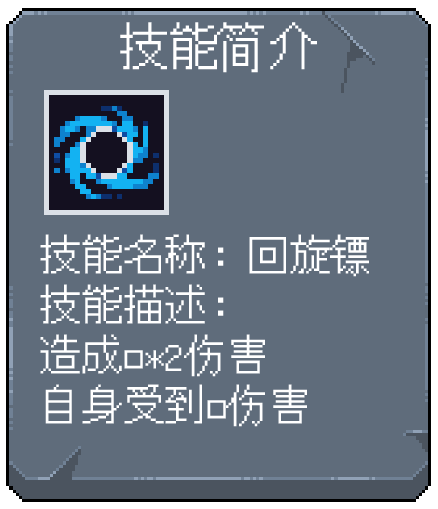 技能简介
技能名称：回旋镖
技能描述：
造成□*2伤害
自身受到□伤害